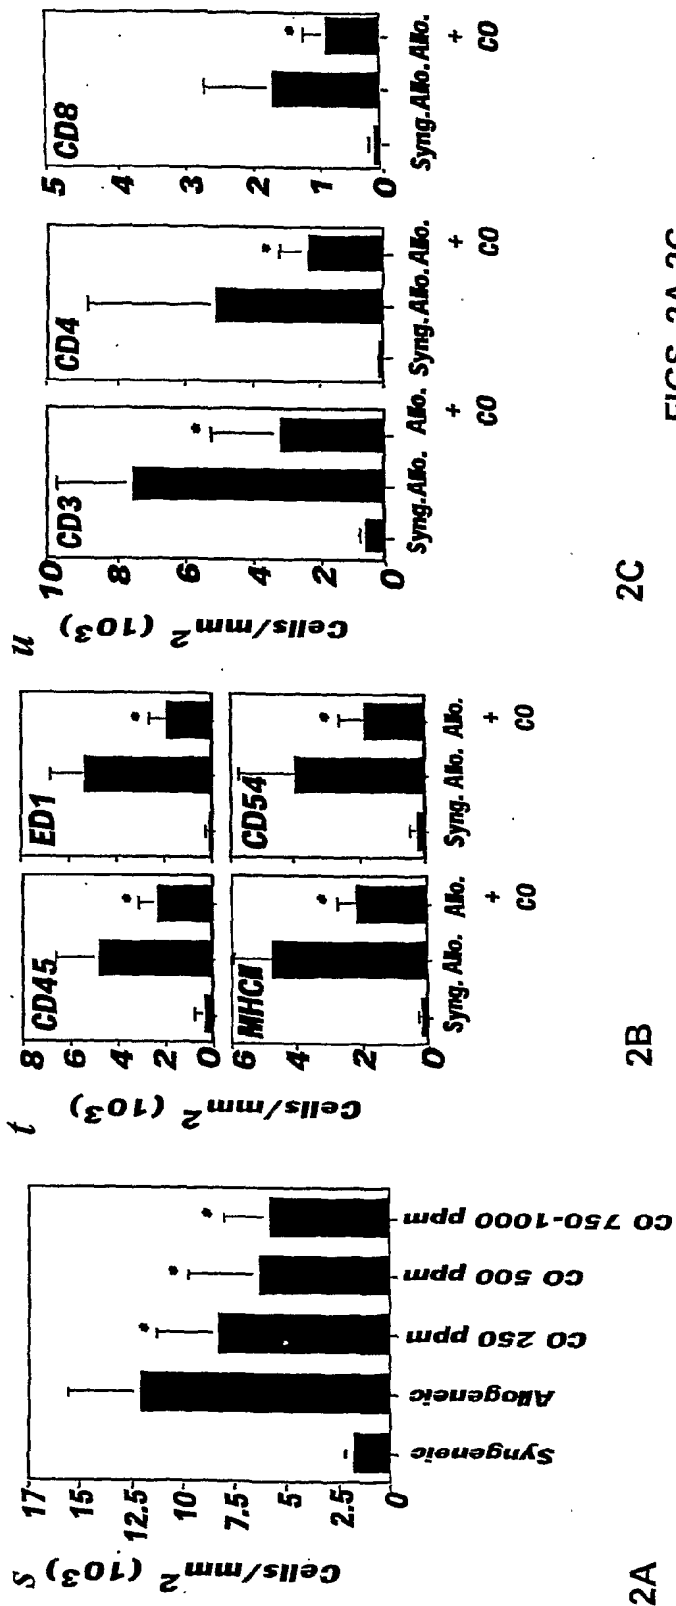 s
Cells/mm2 (103)
17
15
12.5
10
7.5
5
2.5
0
* * *
Syngeneic
Allogeneic
CO 250 ppm
CO 500 ppm
CO 750-1000 ppm
2A
t
Cells/mm2 (103)
8
6
4
2
0
CD45
*
ED1
*
6
4
2
0
MHCII
*
CD54
*
Syng. Allo. Allo.
+
CO
Syng. Allo. Allo.
+
CO
2B
u
Cells/mm2 (103)
10
8
6
4
2
0
CD3
*
Syng. Allo. Allo.
+
CO
CD4
*
Syng. Allo. Allo.
+
CO
5
4
3
2
1
0
CD8
*
Syng. Allo. Allo.
+
CO
2C